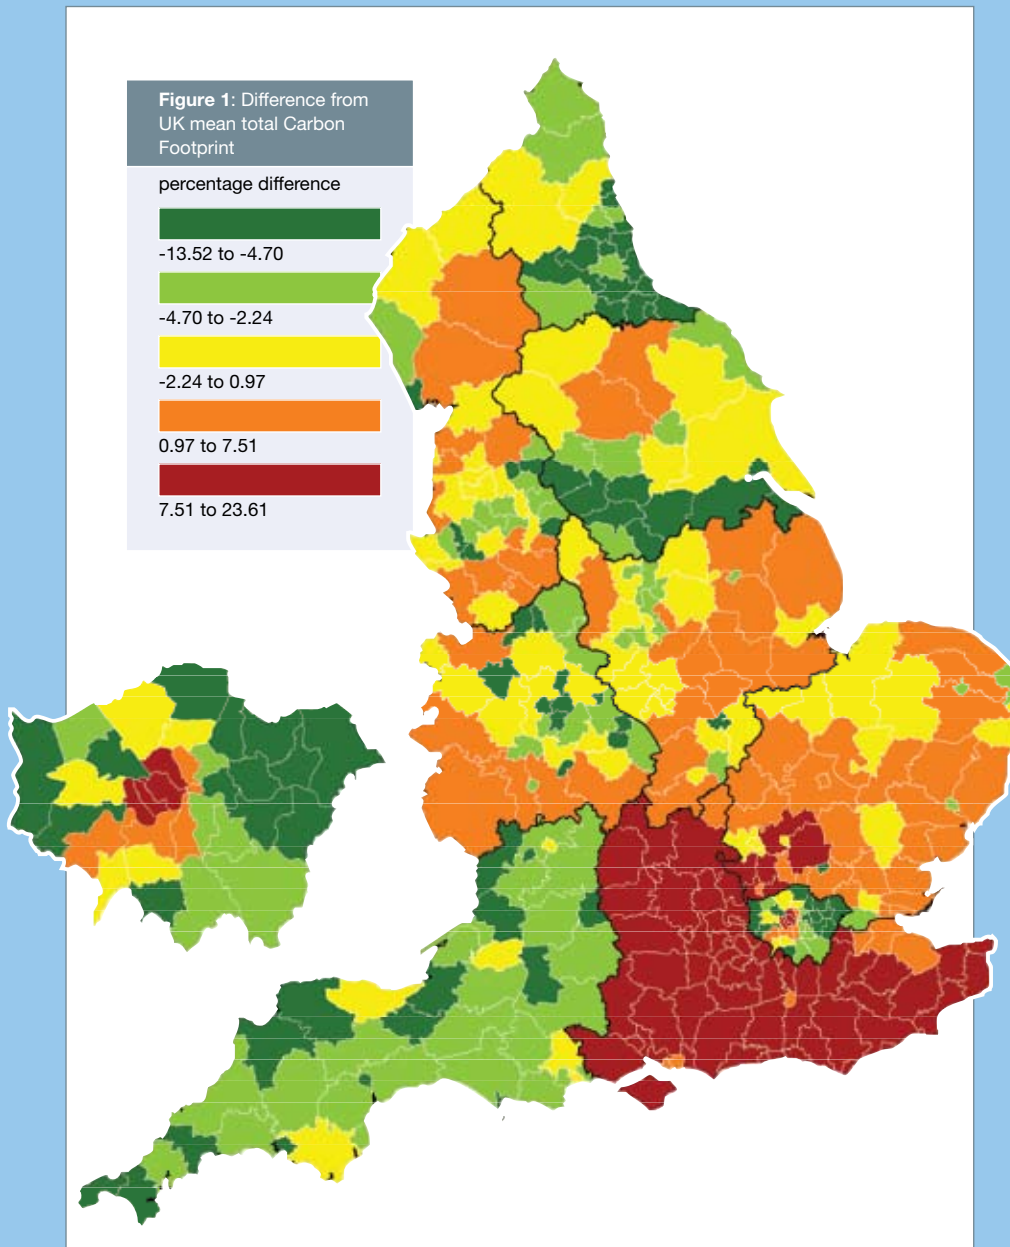 Figure 1: Difference from
UK mean total Carbon
Footprint
percentage difference
-13.52 to -4.70
-4.70 to -2.24
-2.24 to 0.97
0.97 to 7.51
7.51 to 23.61